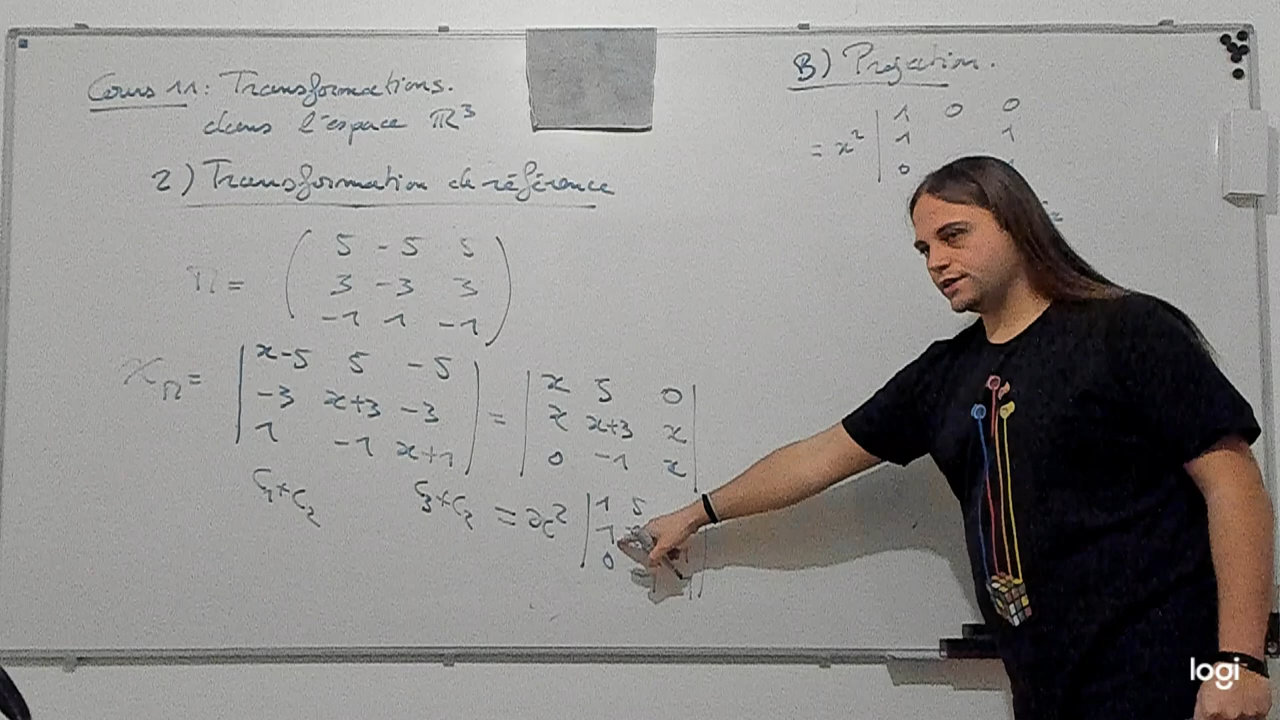 Cours 11: Transformations.
dans l'espace ℝ³
2) Transformation de référence
M = ( 5 -5 5
3 -3 3
-1 1 -1 )
χ_M = | x-5 5 -5 | = | x 5 0 |
| -3 x+3 -3 | | x x+3 x |
| 1 -1 x+1 | | 0 -1 x |
C₁+C₂ C₃+C₂ = x² | 1 5
1
0
B) Projection.
= x² | 1 0 0
1 1
0
logi